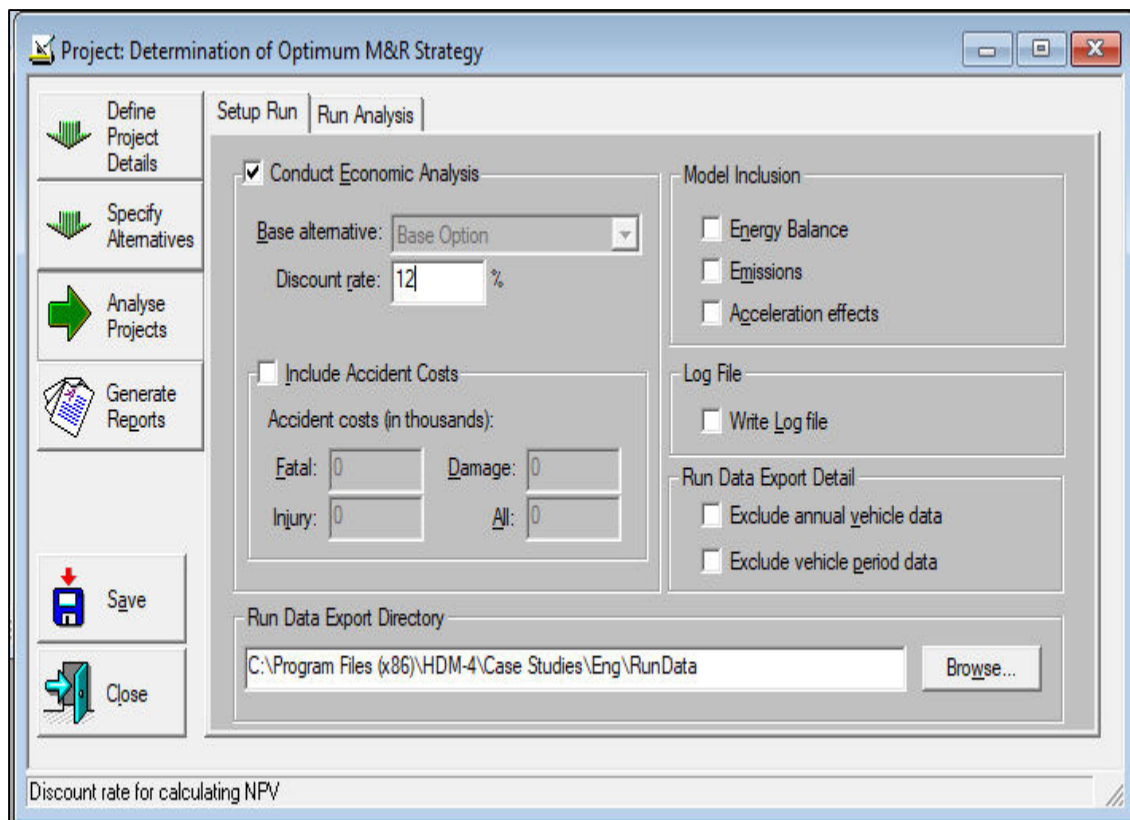 Project: Determination of Optimum M&R Strategy
Define
Project
Details
Specify
Alternatives
Analyse
Projects
Generate
Reports
Save
Close
Setup Run
Run Analysis
Conduct Economic Analysis
Base alternative: Base Option
Discount rate: 12 %
Include Accident Costs
Accident costs (in thousands):
Fatal: 0 Damage: 0
Injury: 0 All: 0
Model Inclusion
Energy Balance
Emissions
Acceleration effects
Log File
Write Log file
Run Data Export Detail
Exclude annual vehicle data
Exclude vehicle period data
Run Data Export Directory
C:\Program Files (x86)\HDM-4\Case Studies\Eng\RunData Browse...
Discount rate for calculating NPV